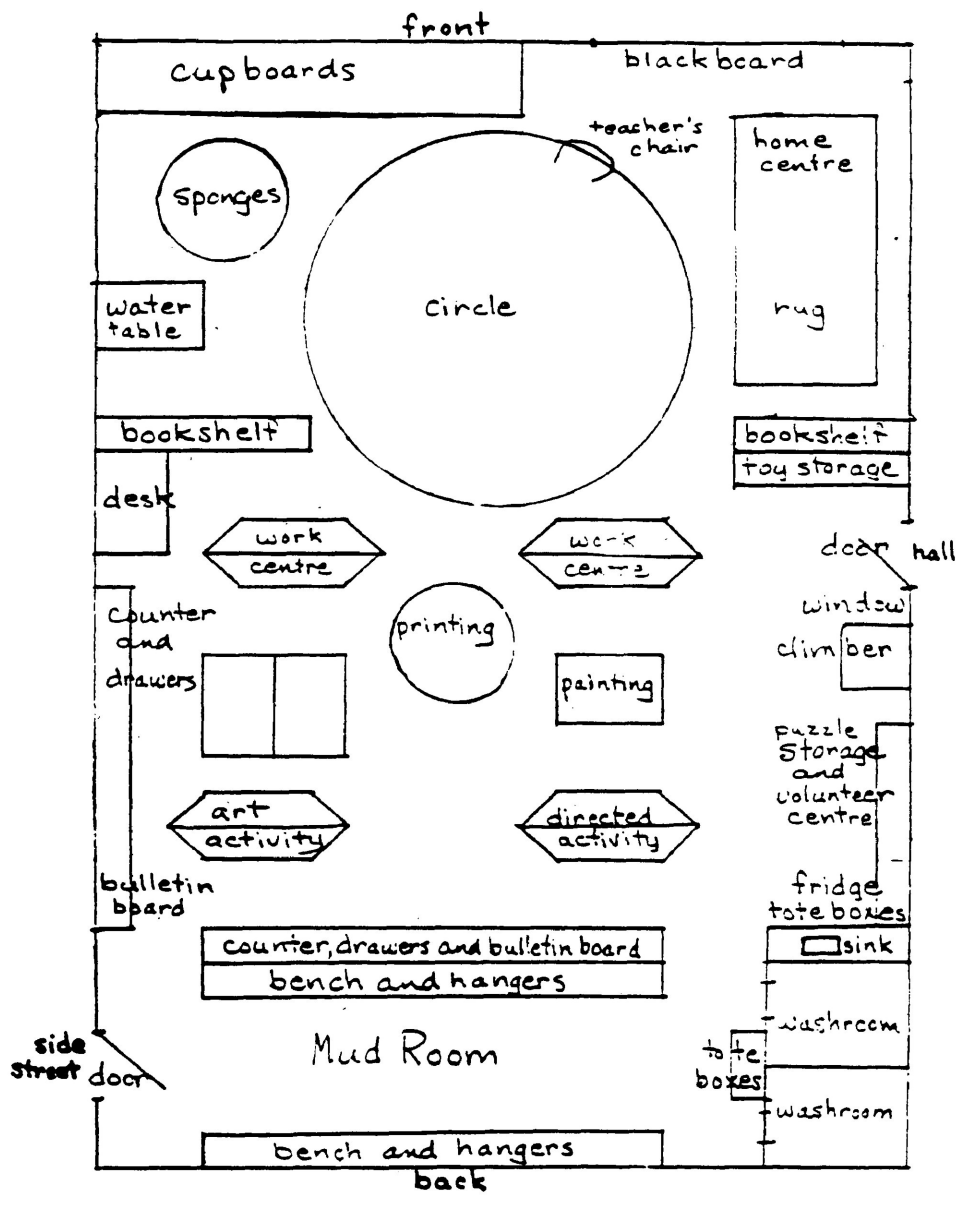 front
cupboards
blackboard
teacher's
chair
home
centre
sponges
water
table
circle
rug
bookshelf
bookshelf
toy storage
desk
work
centre
work
centre
door
hall
window
counter
and
drawers
printing
climber
painting
puzzle
storage
and
volunteer
centre
art
activity
directed
activity
bulletin
board
fridge
tote boxes
counter, drawers and bulletin board
sink
bench and hangers
washroom
Mud Room
side
street
door
tote
boxes
washroom
bench and hangers
back